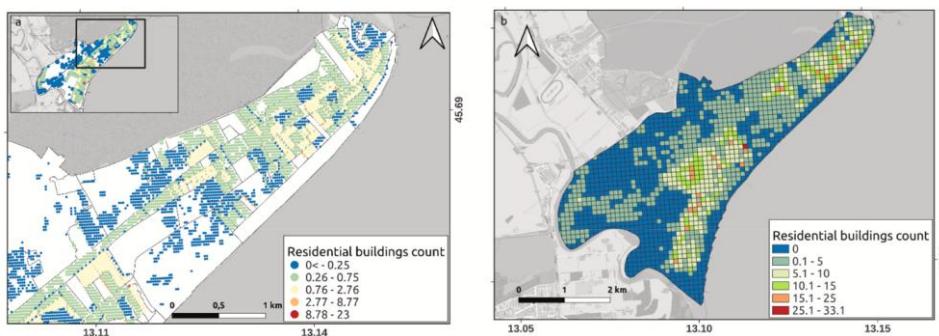 a
Residential buildings count
0< - 0.25
0.26 - 0.75
0.76 - 2.76
2.77 - 8.77
8.78 - 23
0 0,5 1 km
13.11 13.14
45.69
b
13.15
Residential buildings count
0
0.1 - 5
5.1 - 10
10.1 - 15
15.1 - 25
25.1 - 33.1
0 1 2 km
13.05 13.10